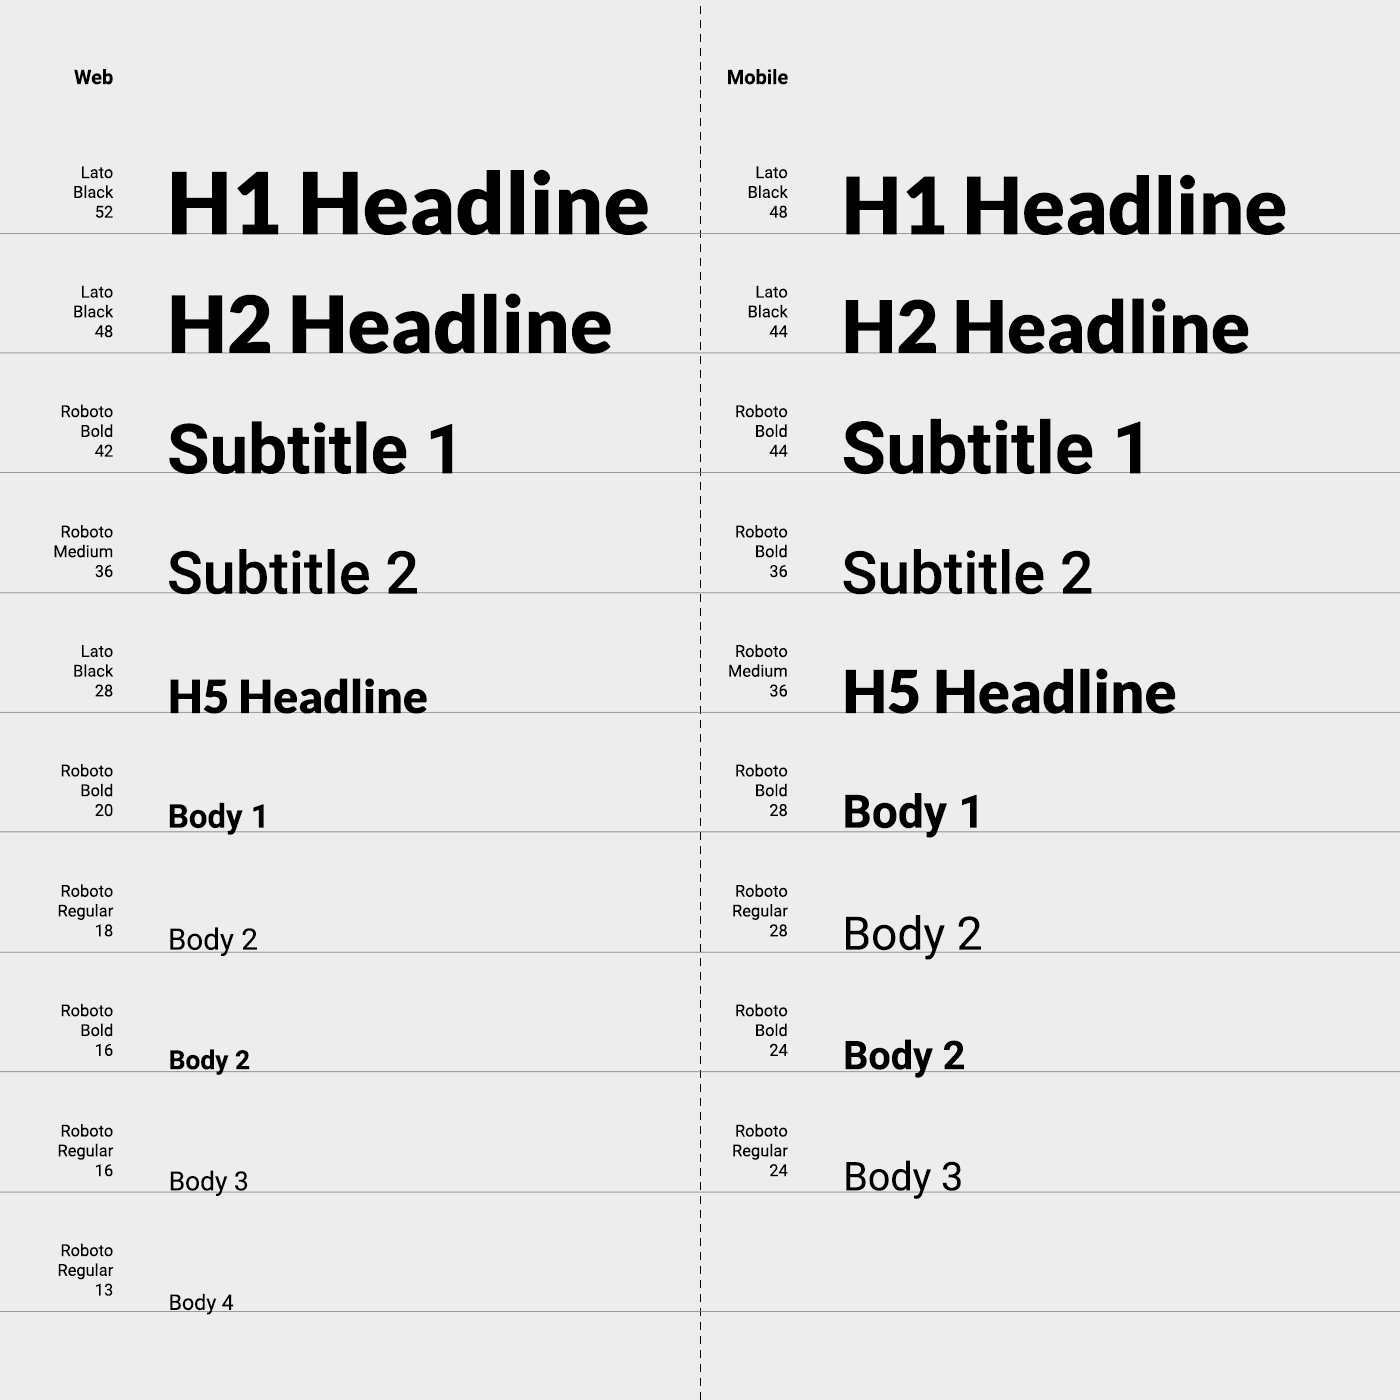 Web
Lato
Black
52
H1 Headline
Lato
Black
48
H2 Headline
Roboto
Bold
42
Subtitle 1
Roboto
Medium
36
Subtitle 2
Lato
Black
28
H5 Headline
Roboto
Bold
20
Body 1
Roboto
Regular
18
Body 2
Roboto
Bold
16
Body 2
Roboto
Regular
16
Body 3
Roboto
Regular
13
Body 4
Mobile
Lato
Black
48
H1 Headline
Lato
Black
44
H2 Headline
Roboto
Bold
44
Subtitle 1
Roboto
Bold
36
Subtitle 2
Roboto
Medium
36
H5 Headline
Roboto
Bold
28
Body 1
Roboto
Regular
28
Body 2
Roboto
Bold
24
Body 2
Roboto
Regular
24
Body 3